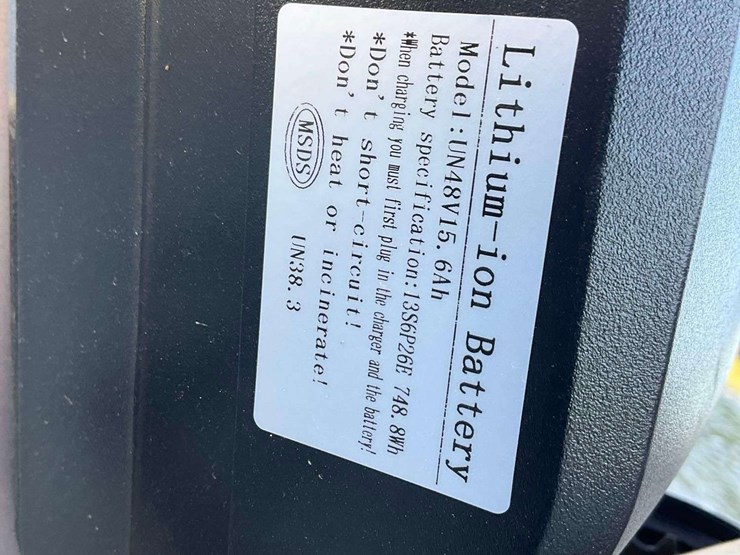 Lithium-ion Battery
Model:UN48V15.6Ah
Battery specification:13S6P26E 748.8Wh
*When charging you must first plug in the charger and the battery!
*Don't short-circuit!
*Don't heat or incinerate!
MSDS UN38.3